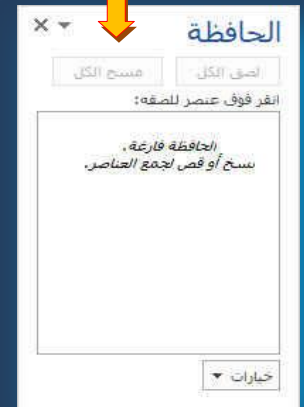 الحافظة
لصق الكل
مسح الكل
انقر فوق عنصر للصقه:
الحافظة فارغة.
نسخ أو قص لجمع العناصر.
خيارات